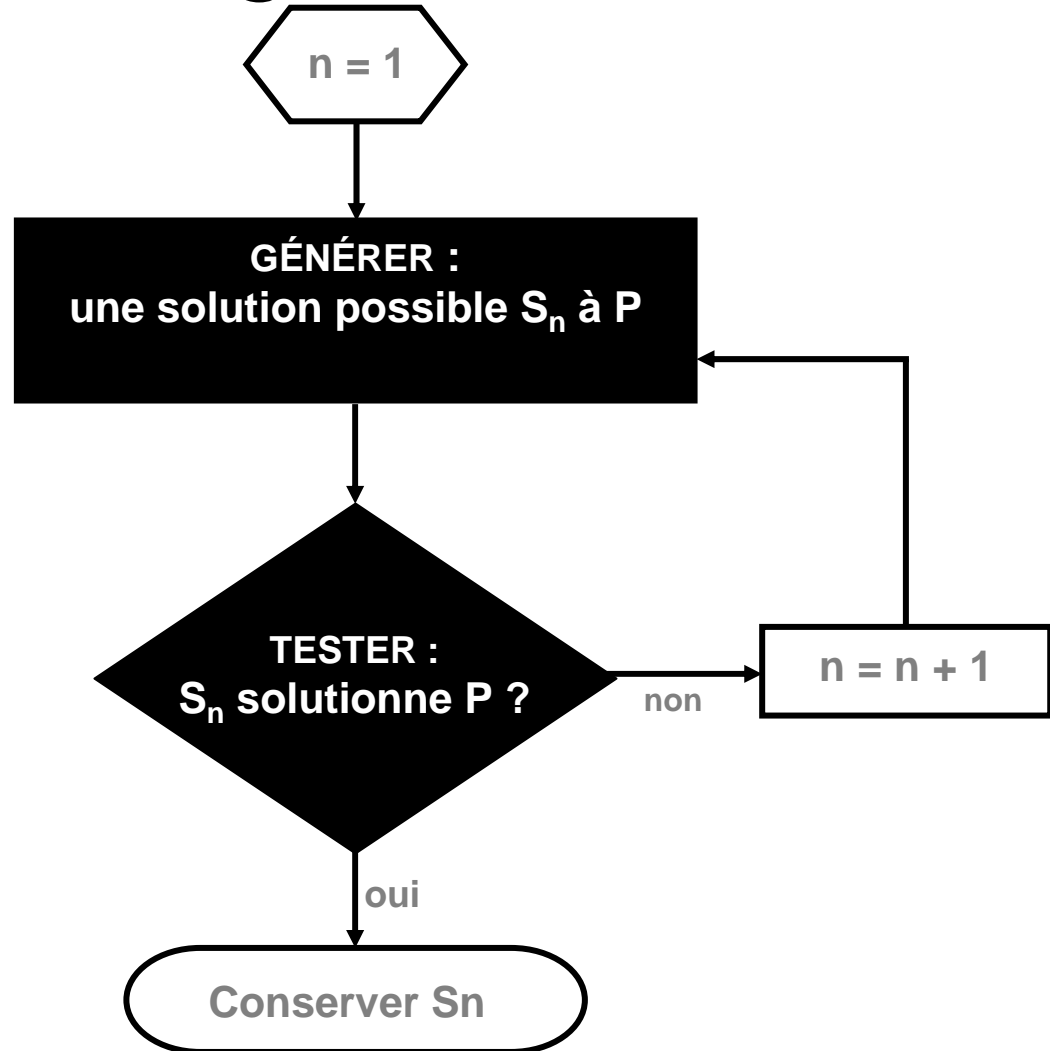 n = 1
GÉNÉRER :
une solution possible Sn à P
TESTER :
Sn solutionne P ?
non
n = n + 1
oui
Conserver Sn